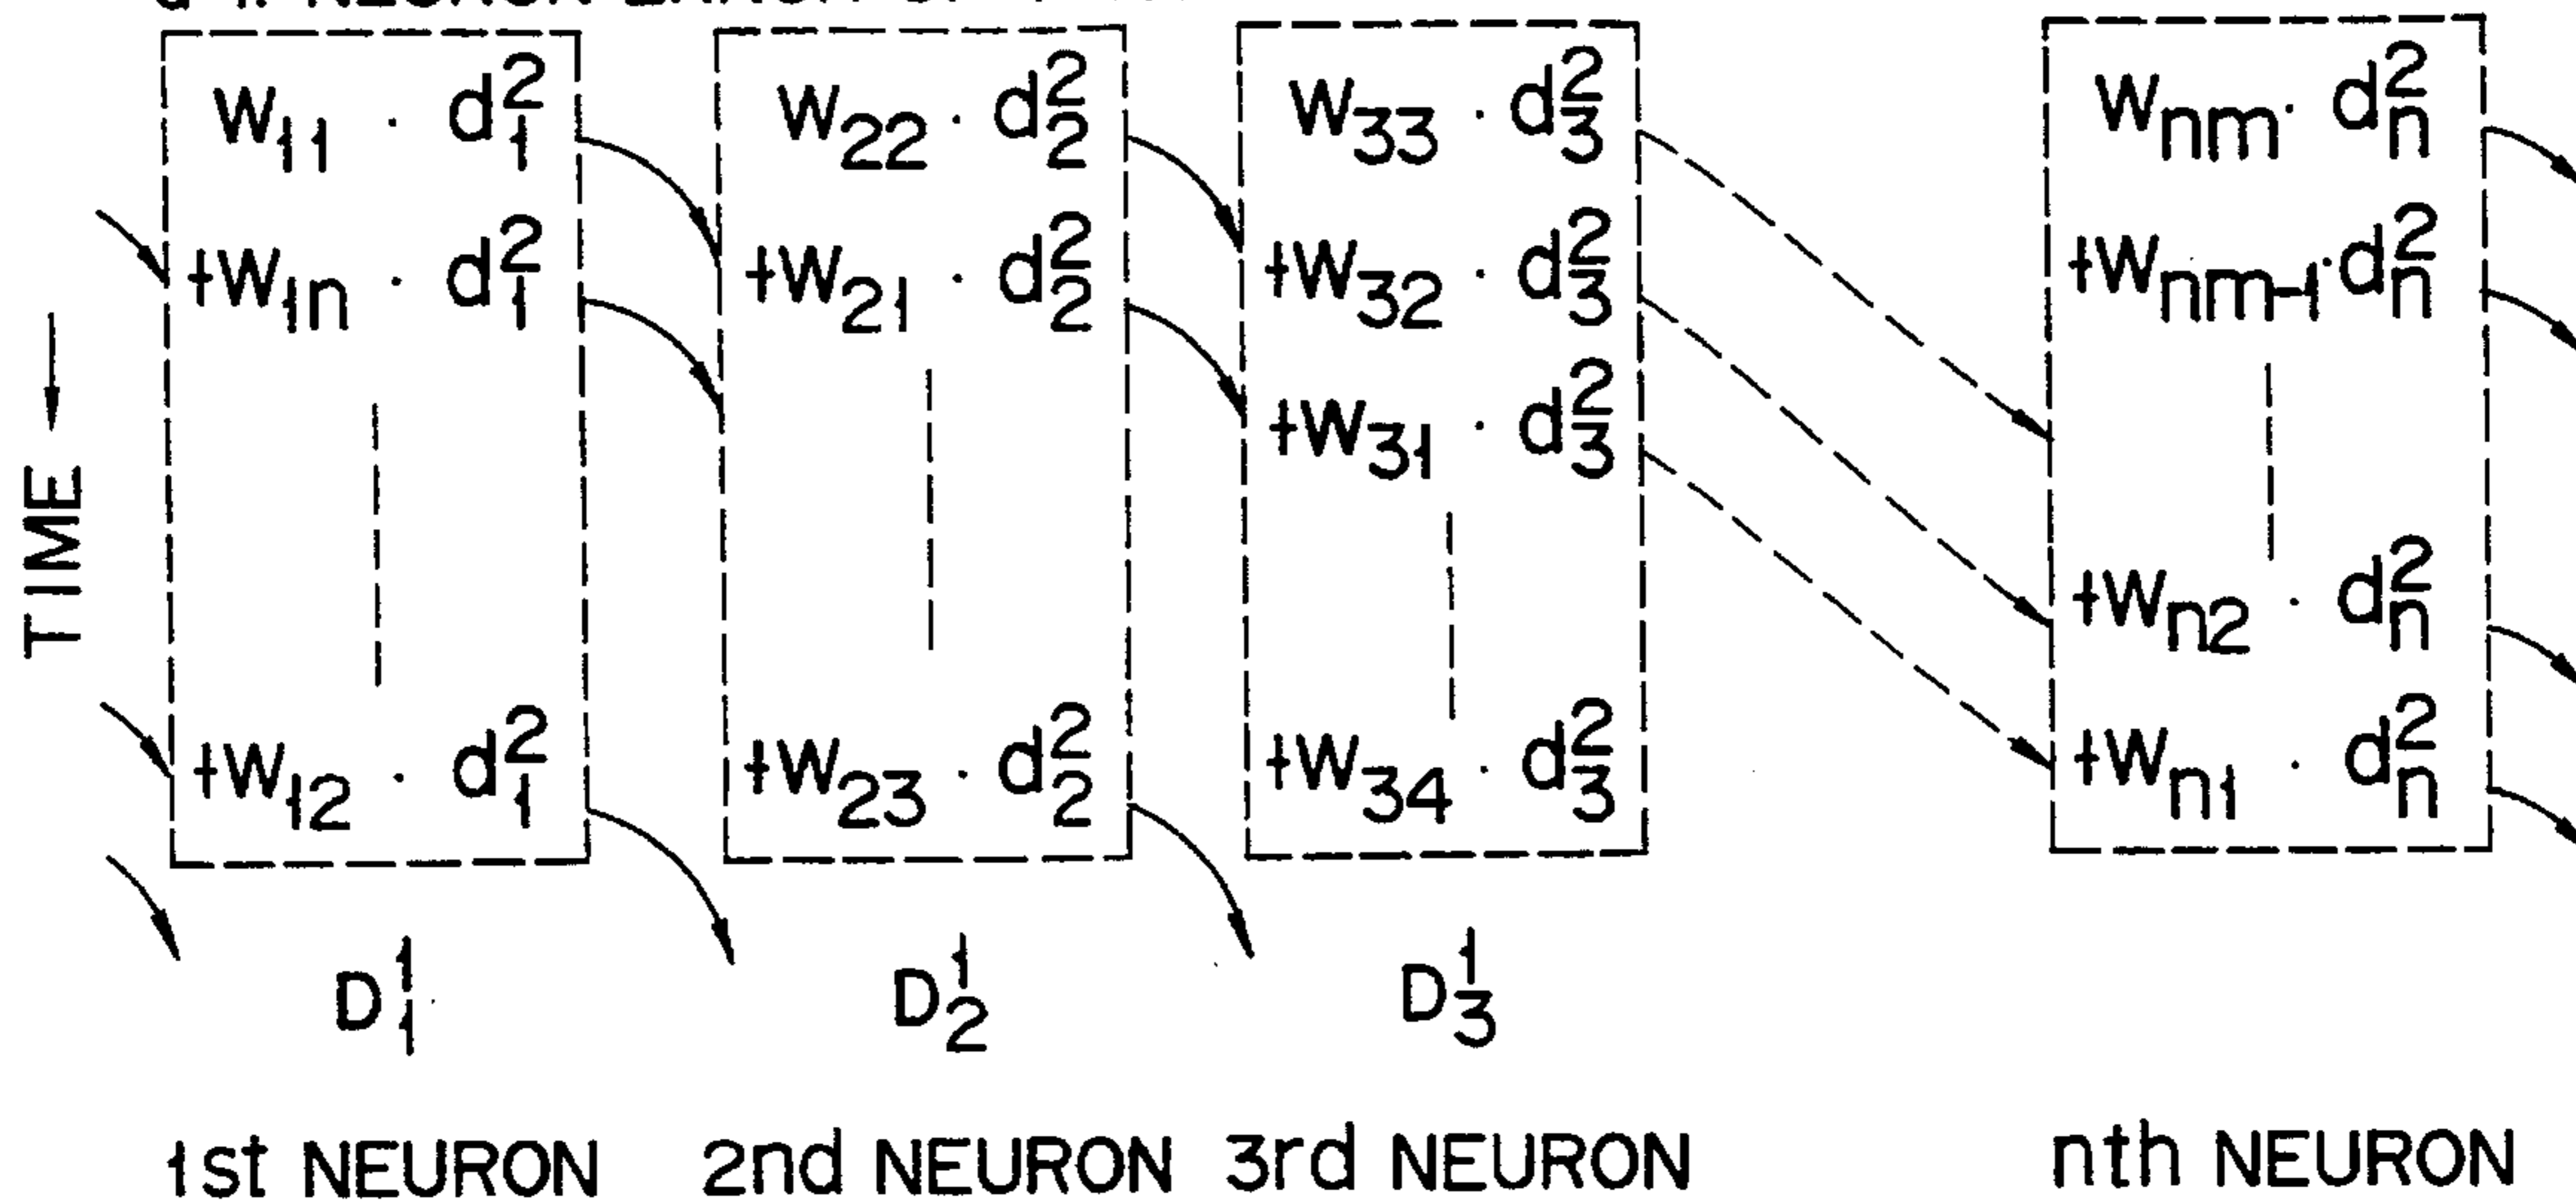 W₁₁ · d₁² W₂₂ · d₂² W₃₃ · d₃² Wₙₘ · dₙ²
+W₁ₙ · d₁² +W₂₁ · d₂² +W₃₂ · d₃² +Wₙₘ₋₁ · dₙ²
+W₃₁ · d₃²
TIME
+Wₙ₂ · dₙ²
+W₁₂ · d₁² +W₂₃ · d₂² +W₃₄ · d₃² +Wₙ₁ · dₙ²
D₁¹ D₂¹ D₃¹
1st NEURON 2nd NEURON 3rd NEURON nth NEURON